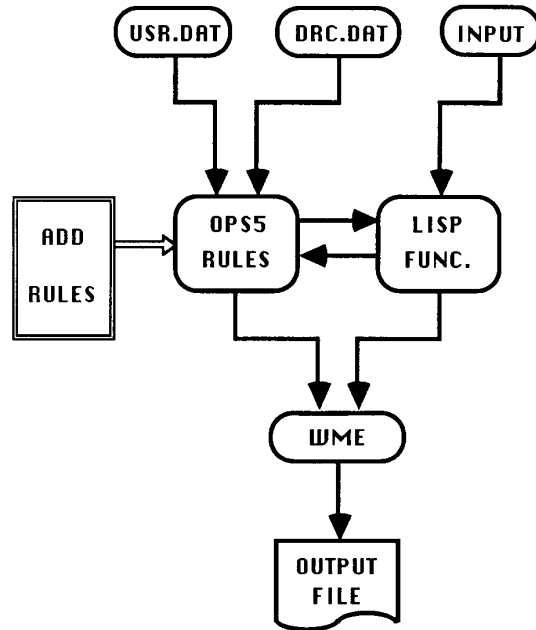 USR.DAT
DRC.DAT
INPUT
ADD
RULES
OPS5
RULES
LISP
FUNC.
WME
OUTPUT
FILE